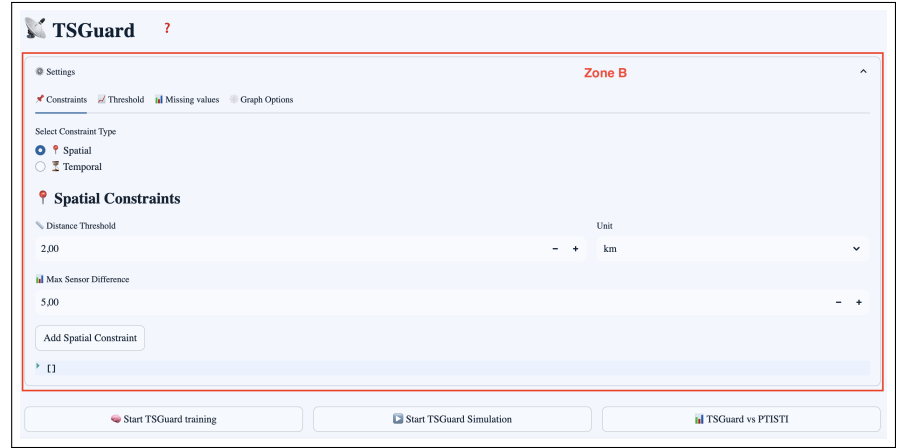 TSGuard ?
Settings Zone B
Constraints Threshold Missing values Graph Options
Select Constraint Type
Spatial
Temporal
Spatial Constraints
Distance Threshold Unit
2,00 - + km
Max Sensor Difference
5,00 - +
Add Spatial Constraint
[]
Start TSGuard training Start TSGuard Simulation TSGuard vs PTISTI